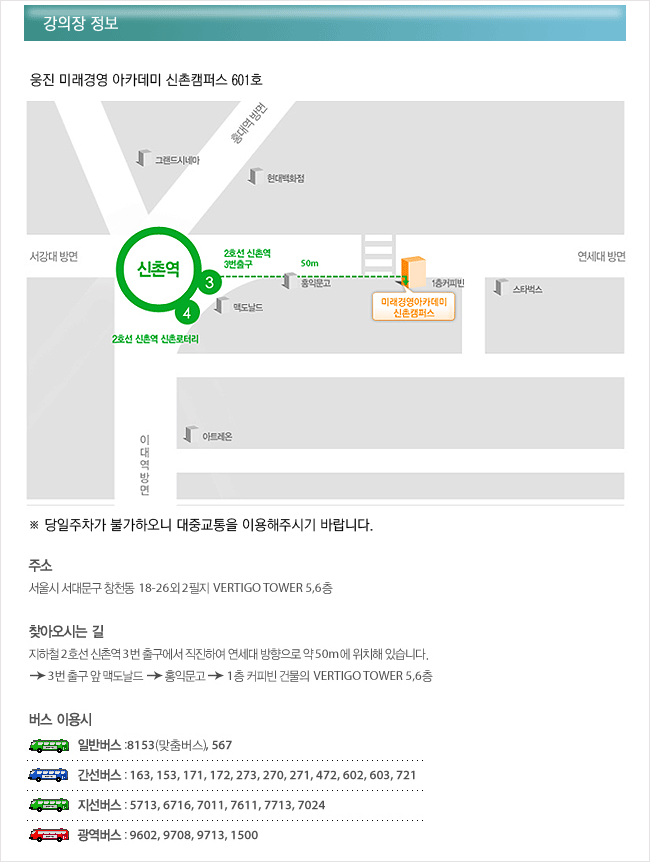 강의장 정보
웅진 미래경영 아카데미 신촌캠퍼스 601호
홍대역 방면
그랜드시네마
현대백화점
서강대 방면
신촌역
2호선 신촌역
3번출구
50m
연세대 방면
3
홍익문고
1층커피빈
스타벅스
4
맥도날드
미래경영아카데미
신촌캠퍼스
2호선 신촌역 신촌로터리
이대역방면
아트레온
※ 당일주차가 불가하오니 대중교통을 이용해주시기 바랍니다.
주소
서울시 서대문구 창천동 18-26외 2필지 VERTIGO TOWER 5,6층
찾아오시는 길
지하철 2호선 신촌역 3번 출구에서 직진하여 연세대 방향으로 약 50m에 위치해 있습니다.
→ 3번 출구 앞 맥도날드 → 홍익문고 → 1층 커피빈 건물의 VERTIGO TOWER 5,6층
버스 이용시
일반버스 :8153(맞춤버스), 567
간선버스 : 163, 153, 171, 172, 273, 270, 271, 472, 602, 603, 721
지선버스 : 5713, 6716, 7011, 7611, 7713, 7024
광역버스 : 9602, 9708, 9713, 1500